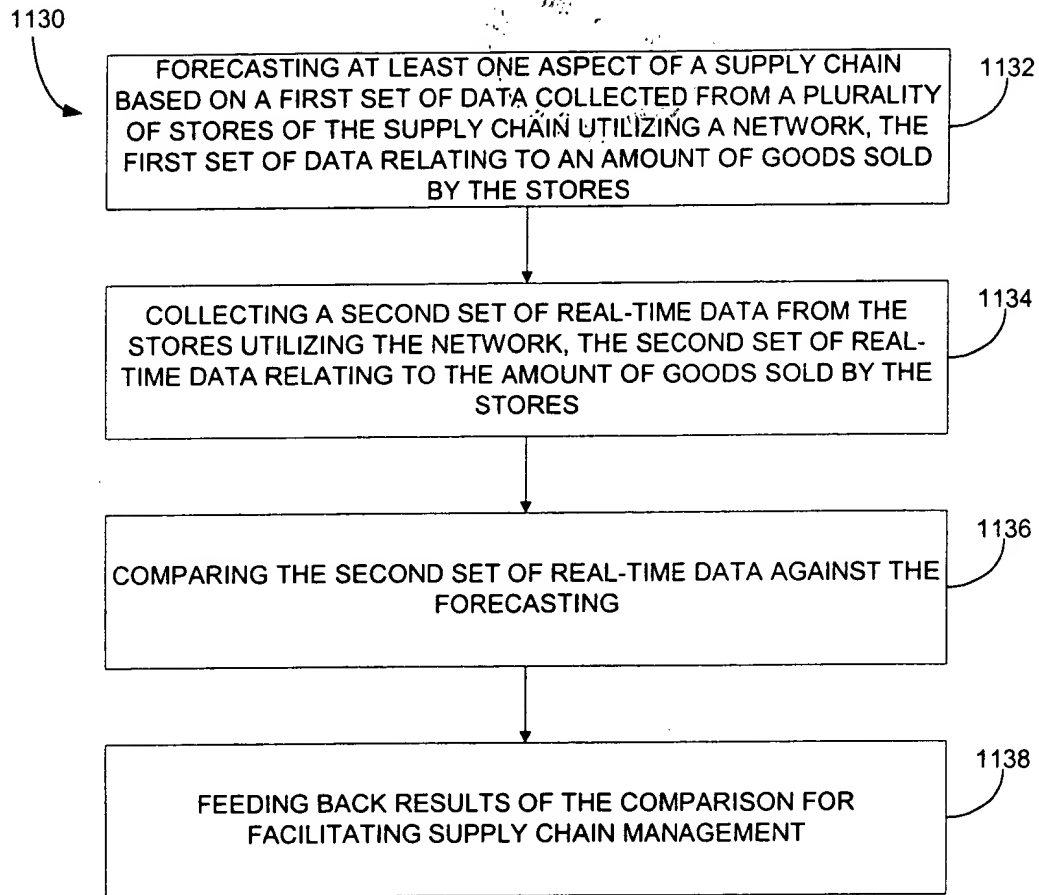 1130
FORECASTING AT LEAST ONE ASPECT OF A SUPPLY CHAIN
BASED ON A FIRST SET OF DATA COLLECTED FROM A PLURALITY
OF STORES OF THE SUPPLY CHAIN UTILIZING A NETWORK, THE
FIRST SET OF DATA RELATING TO AN AMOUNT OF GOODS SOLD
BY THE STORES
1132
COLLECTING A SECOND SET OF REAL-TIME DATA FROM THE
STORES UTILIZING THE NETWORK, THE SECOND SET OF REAL-
TIME DATA RELATING TO THE AMOUNT OF GOODS SOLD BY THE
STORES
1134
COMPARING THE SECOND SET OF REAL-TIME DATA AGAINST THE
FORECASTING
1136
FEEDING BACK RESULTS OF THE COMPARISON FOR
FACILITATING SUPPLY CHAIN MANAGEMENT
1138